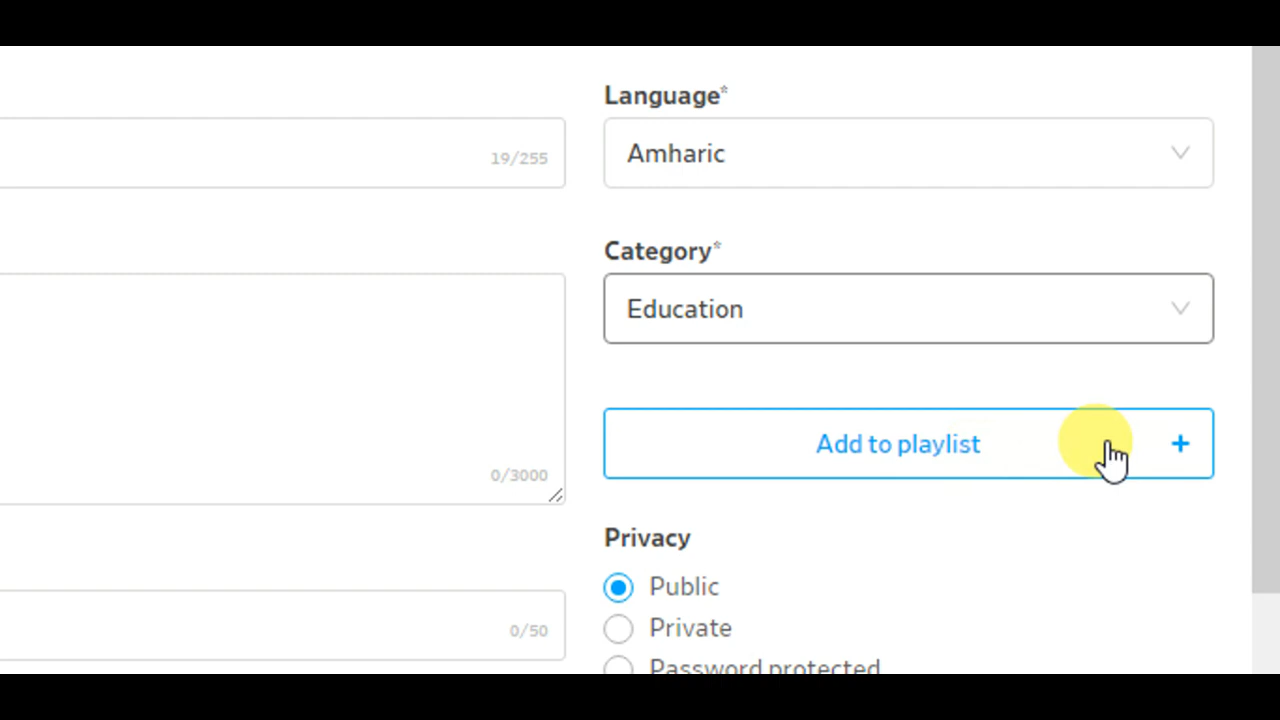 Language*
19/255
Amharic
Category*
Education
0/3000
Add to playlist +
Privacy
Public
0/50
Private
Password protected